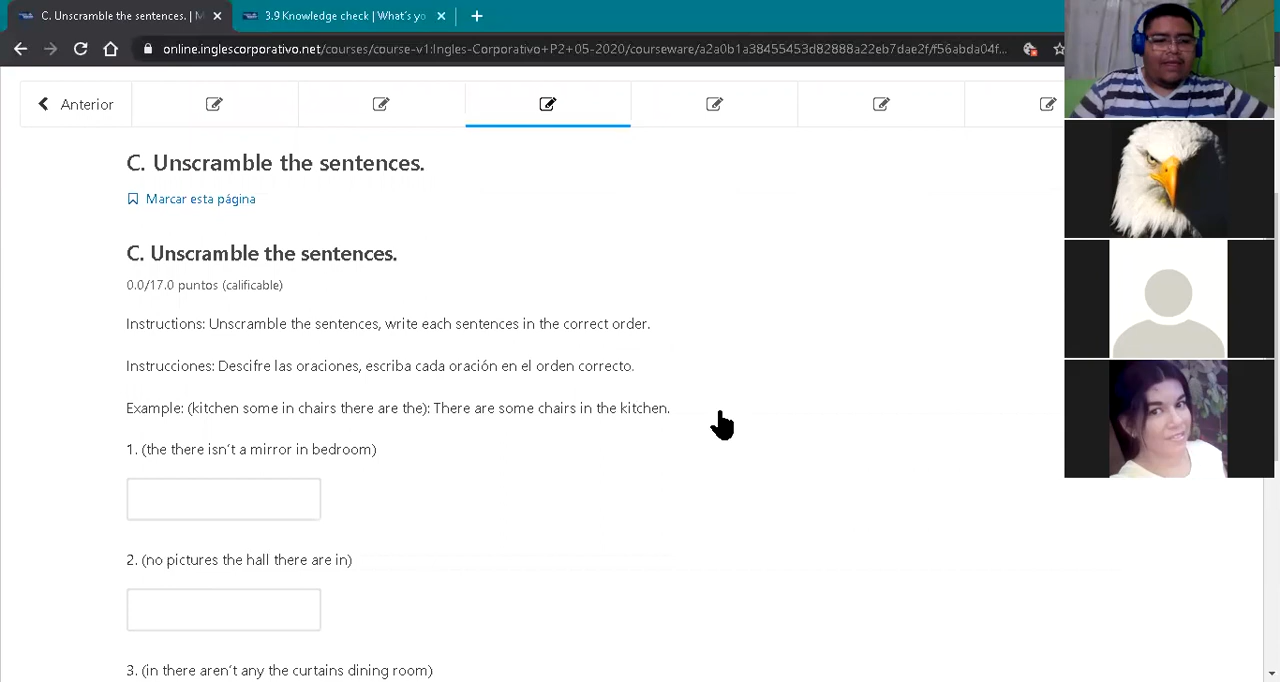 C. Unscramble the sentences. | M
3.9 Knowledge check | What's yo
online.inglescorporativo.net/courses/course-v1:Ingles-Corporativo+P2+05-2020/courseware/a2a0b1a38455453d82888a22eb7dae2f/f56abda04f...
Anterior
C. Unscramble the sentences.
Marcar esta página
C. Unscramble the sentences.
0.0/17.0 puntos (calificable)
Instructions: Unscramble the sentences, write each sentences in the correct order.
Instrucciones: Descifre las oraciones, escriba cada oración en el orden correcto.
Example: (kitchen some in chairs there are the): There are some chairs in the kitchen.
1. (the there isn't a mirror in bedroom)
2. (no pictures the hall there are in)
3. (in there aren't any the curtains dining room)